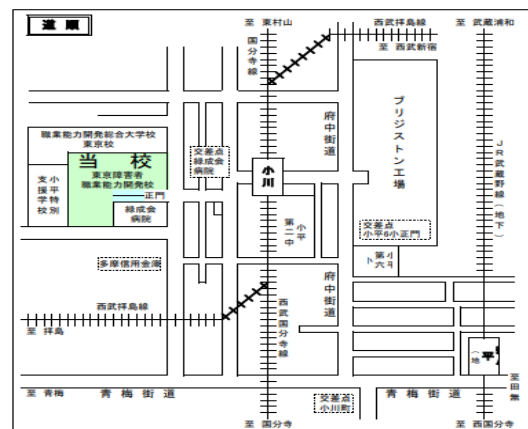 道順
至 東村山
西武拝島線
至 武蔵浦和
国分寺線
至 西武新宿
府中街道
ブリジストン工場
JR武蔵野線(地下)
職業能力開発総合大学校
東京校
当校
東京障害者
職業能力開発校
交差点
緑成会
病院
小川
小平特別
支援学校
正門
緑成会
病院
小平
第二中
交差点
小平6小正門
小平
第六
多摩信用金庫
府中街道
西武拝島線
西武国分寺線
至 拝島
至 青梅
青梅街道
交差点
小川町
青梅街道
至 田無
至 国分寺
至 西国分寺